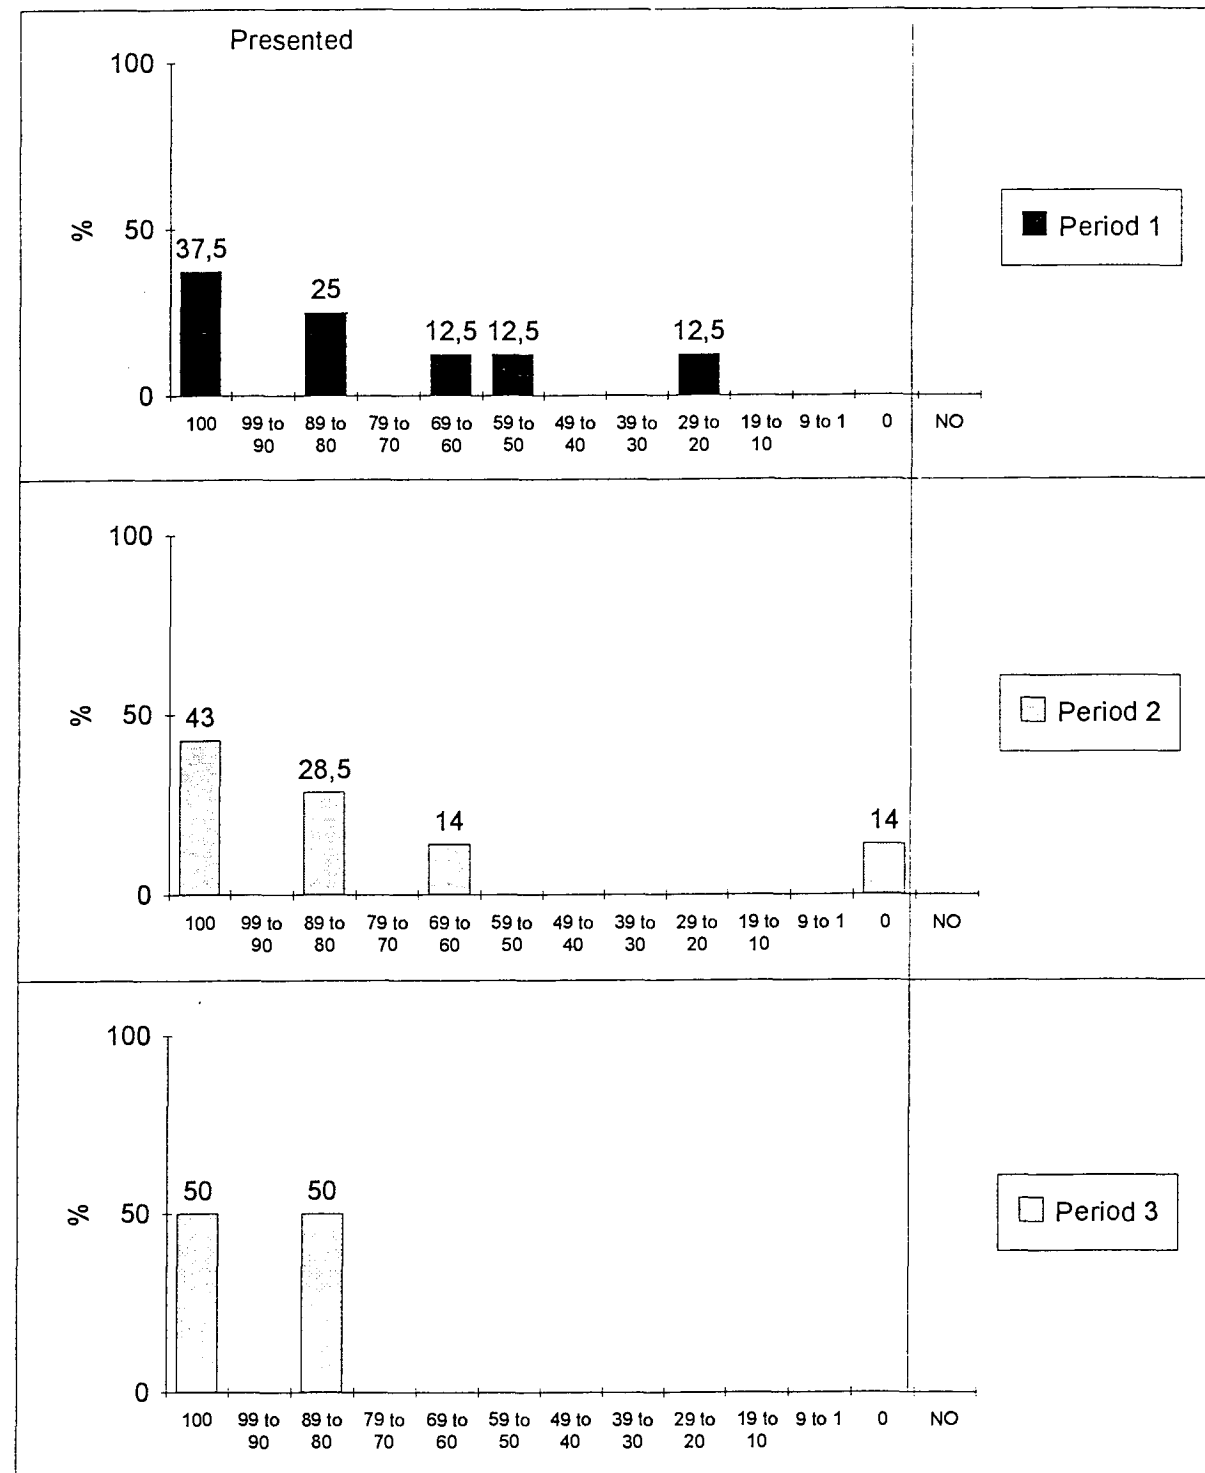 Presented
100
%
50
0
37,5
25
12,5
12,5
12,5
100
99 to
90
89 to
80
79 to
70
69 to
60
59 to
50
49 to
40
39 to
30
29 to
20
19 to
10
9 to 1
0
NO
Period 1
100
%
50
0
43
28,5
14
14
100
99 to
90
89 to
80
79 to
70
69 to
60
59 to
50
49 to
40
39 to
30
29 to
20
19 to
10
9 to 1
0
NO
Period 2
100
%
50
0
50
50
100
99 to
90
89 to
80
79 to
70
69 to
60
59 to
50
49 to
40
39 to
30
29 to
20
19 to
10
9 to 1
0
NO
Period 3